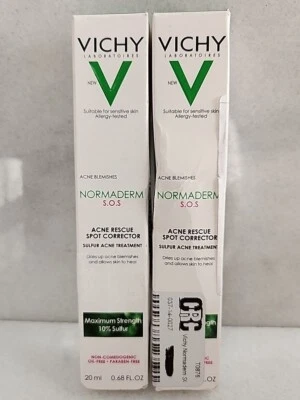 VICHY
LABORATOIRES
NEW
Suitable for sensitive skin
Allergy-tested
ACNE BLEMISHES
NORMADERM
S.O.S
ACNE RESCUE
SPOT CORRECTOR
SULFUR ACNE TREATMENT
Dries up acne blemishes
and allows skin to heal
Maximum Strength
10% Sulfur
NON-COMEDOGENIC
OIL-FREE • PARABEN-FREE
20 ml 0.68 FL. OZ
VICHY
LABORATOIRES
NEW
Suitable for sensitive skin
Allergy-tested
ACNE BLEMISHES
NORMADERM
S.O.S
ACNE RESCUE
SPOT CORRECTOR
SULFUR ACNE TREATMENT
Dries up acne blemishes
and allows skin to heal
CRC
Vichy Normaderm
FL. OZ